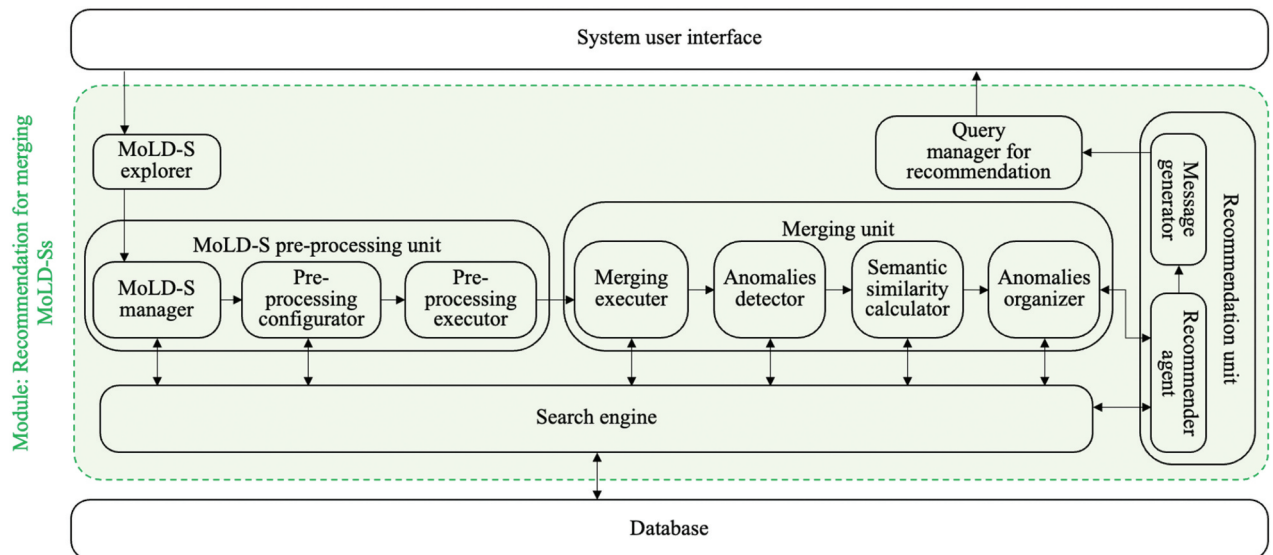 System user interface
Module: Recommendation for merging
MoLD-Ss
MoLD-S
explorer
Query
manager for
recommendation
Message
generator
Recommendation unit
MoLD-S pre-processing unit
MoLD-S
manager
Pre-
processing
configurator
Pre-
processing
executor
Merging unit
Merging
executer
Anomalies
detector
Semantic
similarity
calculator
Anomalies
organizer
Recommender
agent
Search engine
Database